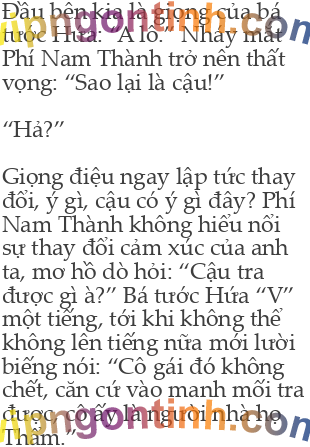 Đầu bên kia là giọng của bá
tước Hứa: "A lô." Nháy mắt
Phí Nam Thành trở nên thất
vọng: "Sao lại là cậu!"
"Hả?"
Giọng điệu ngay lập tức thay
đổi, ý gì, cậu có ý gì đây? Phí
Nam Thành không hiểu nổi
sự thay đổi cảm xúc của anh
ta, mơ hồ dò hỏi: "Cậu tra
được gì à?" Bá tước Hứa "V"
một tiếng, tới khi không thể
không lên tiếng nữa mới lười
biếng nói: "Cô gái đó không
chết, căn cứ vào manh mối tra
được, cô ấy là người nhà họ
Thẩm."
vipngontinh.com
vipngontinh.com